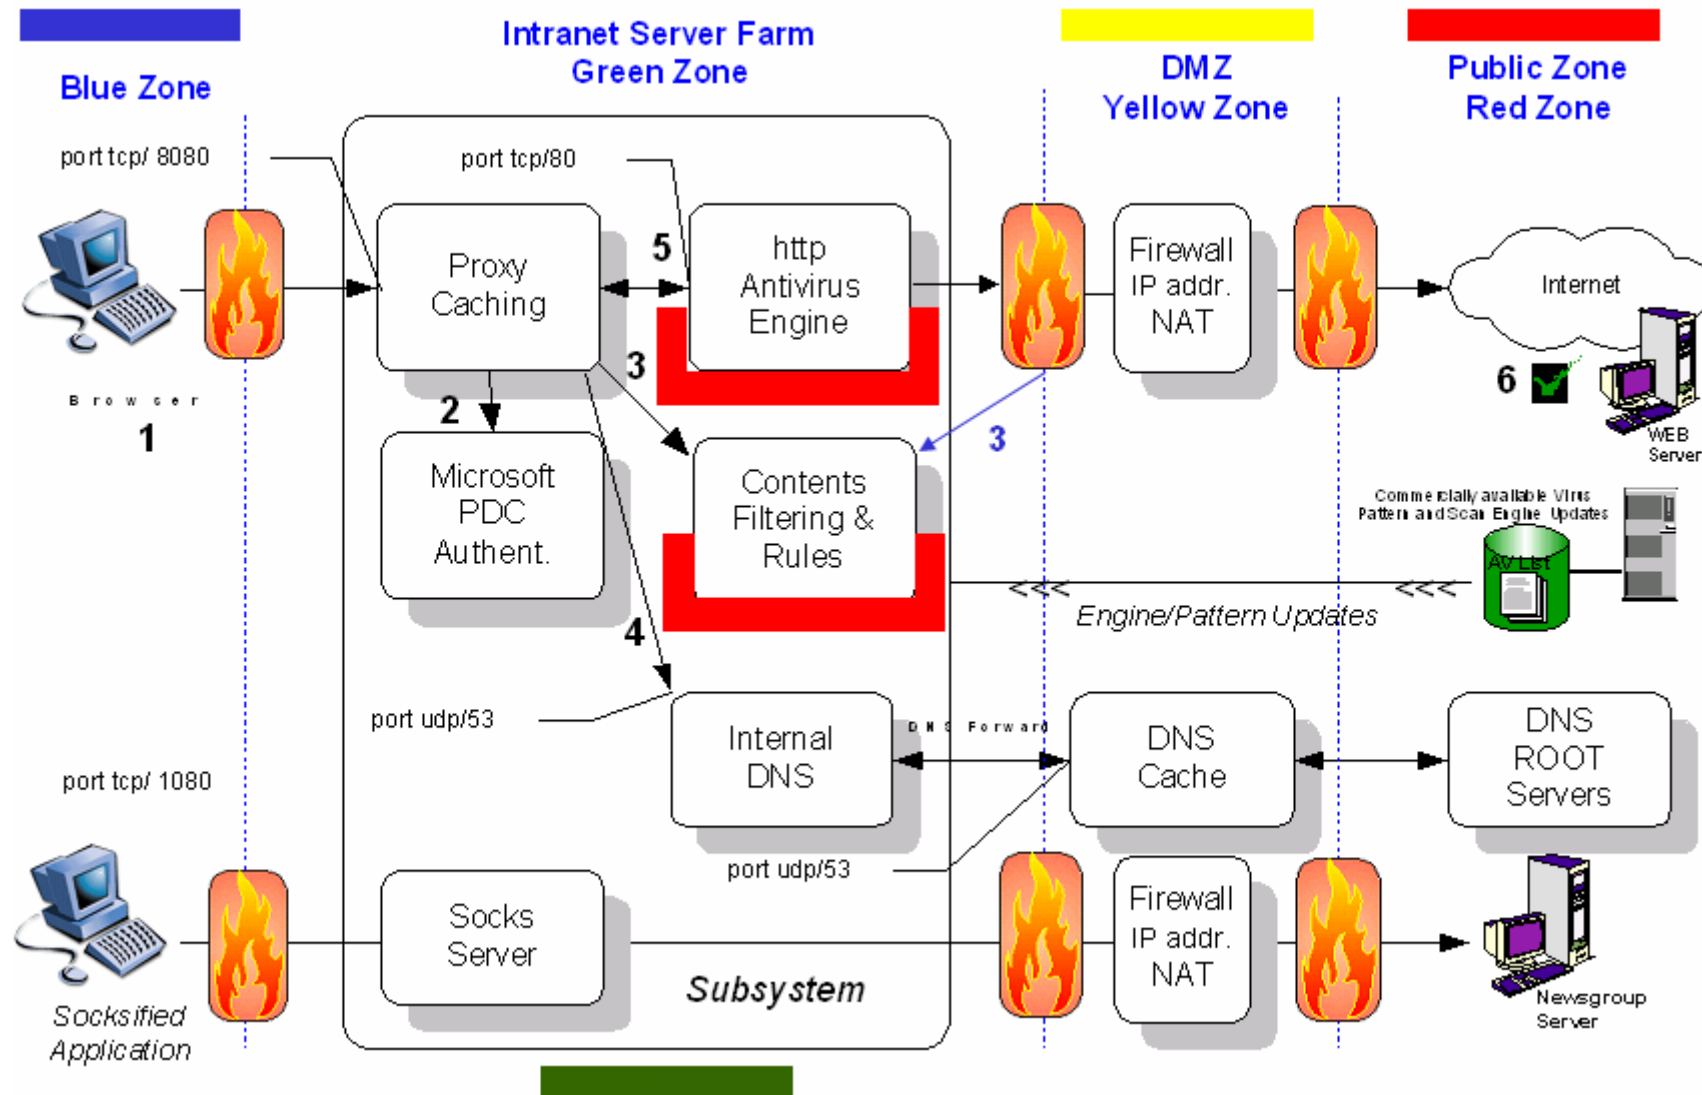 Intranet Server Farm
Green Zone
Blue Zone
DMZ
Yellow Zone
Public Zone
Red Zone
port tcp/ 8080
port tcp/80
Proxy
Caching
5
http
Antivirus
Engine
Firewall
IP addr.
NAT
Internet
Browser
1
2
3
3
6
WEB
Server
Microsoft
PDC
Authent.
Contents
Filtering &
Rules
Commercially available Virus
Pattern and Scan Engine Updates
AV List
<<<
<<<
Engine/Pattern Updates
4
port udp/53
Internal
DNS
DNS Forward
DNS
Cache
DNS
ROOT
Servers
port tcp/ 1080
port udp/53
Socks
Server
Firewall
IP addr.
NAT
Subsystem
Socksified
Application
Newsgroup
Server